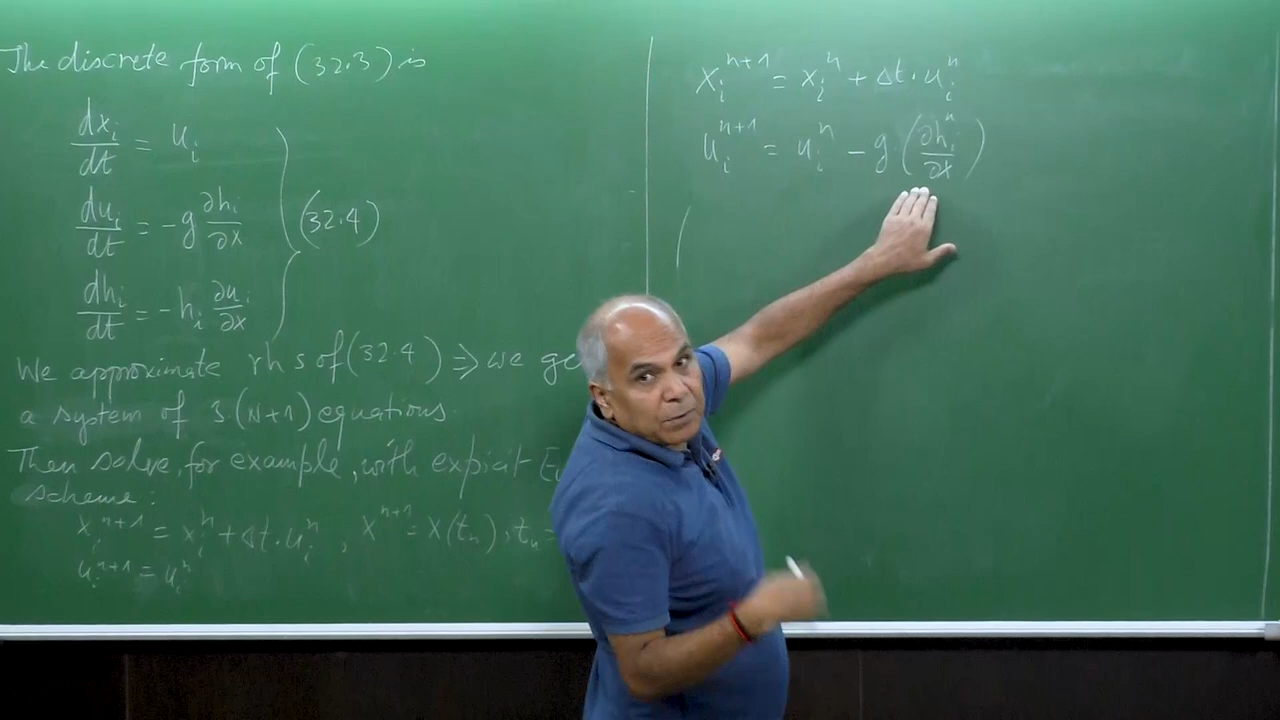 The discrete form of (32.3) is
dx_i/dt = u_i
du_i/dt = -g ∂h_i/∂x (32.4)
dh_i/dt = -h_i ∂u_i/∂x
We approximate rhs of (32.4) ⇒ we ge
a system of 3(N+1) equations.
Then solve, for example, with expicit E
scheme:
x_i^{n+1} = x_i^n + Δt·u_i^n, x^{n+1} = x(t_n), t_n =
u_i^{n+1} = u_i^n
x_i^{n+1} = x_i^n + Δt·u_i^n
u_i^{n+1} = u_i^n - g(∂h_i^n/∂x)